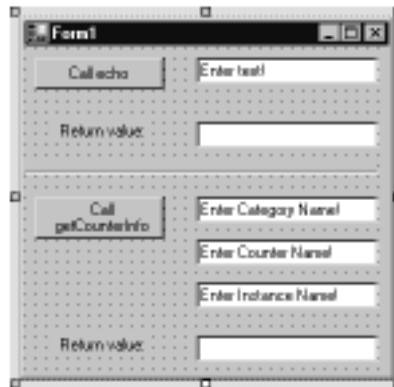 Form1
Call echo
Enter text!
Return value:
Call
getCounterInfo
Enter Category Name!
Enter Counter Name!
Enter Instance Name!
Return value: